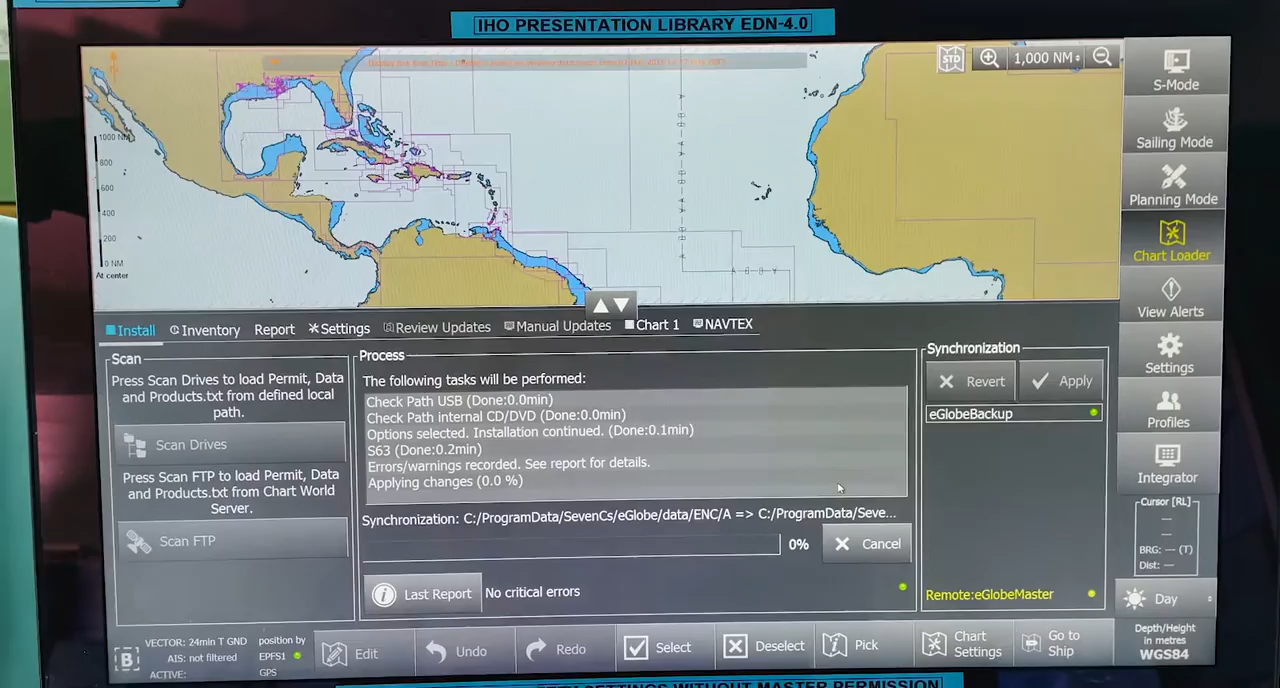 IHO PRESENTATION LIBRARY EDN-4.0
STD
1,000 NM
1000 NM
800
600
400
200
0 NM
At center
S-Mode
Sailing Mode
Planning Mode
Chart Loader
View Alerts
Settings
Profiles
Integrator
Install
Inventory
Report
Settings
Review Updates
Manual Updates
Chart 1
NAVTEX
Scan
Press Scan Drives to load Permit, Data
and Products.txt from defined local
path.
Scan Drives
Press Scan FTP to load Permit, Data
and Products.txt from Chart World
Server.
Scan FTP
Process
The following tasks will be performed:
Check Path USB (Done:0.0min)
Check Path internal CD/DVD (Done:0.0min)
Options selected. Installation continued. (Done:0.1min)
S63 (Done:0.2min)
Errors/warnings recorded. See report for details.
Applying changes (0.0 %)
Synchronization: C:/ProgramData/SevenCs/eGlobe/data/ENC/A => C:/ProgramData/Seve...
0%
Cancel
Last Report
No critical errors
Synchronization
Revert
Apply
eGlobeBackup
Remote:eGlobeMaster
Cursor [RL]
BRG: --- (T)
Dist: ---
Day
Depth/Height
in metres
WGS84
B
VECTOR: 24min T GND
AIS: not filtered
ACTIVE:
position by
EPFS1
GPS
Edit
Undo
Redo
Select
Deselect
Pick
Chart
Settings
Go to
Ship
SETTINGS WITHOUT MASTER PERMISSION